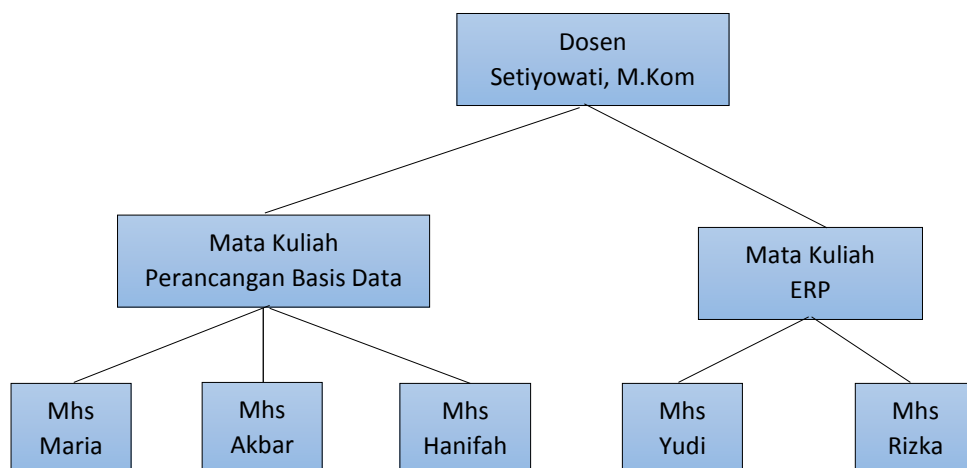 Dosen
Setiyowati, M.Kom
Mata Kuliah
Perancangan Basis Data
Mata Kuliah
ERP
Mhs
Maria
Mhs
Akbar
Mhs
Hanifah
Mhs
Yudi
Mhs
Rizka